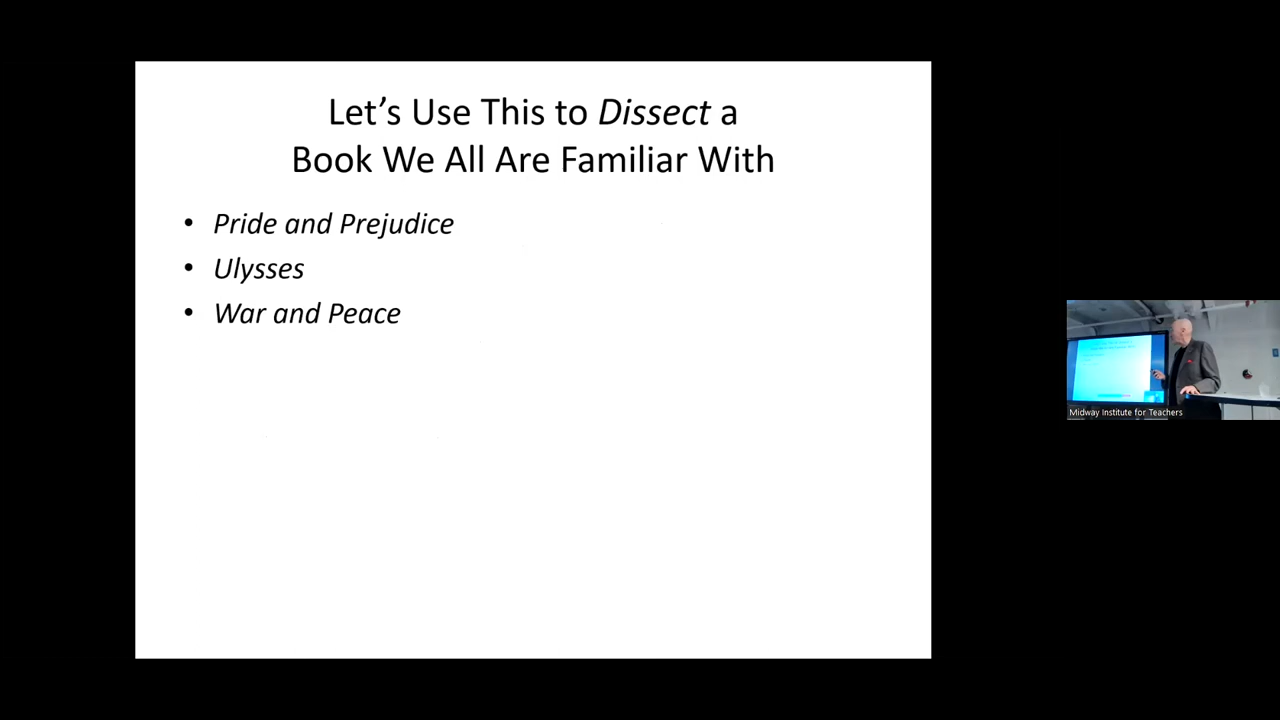 Let's Use This to Dissect a
Book We All Are Familiar With
• Pride and Prejudice
• Ulysses
• War and Peace
Midway Institute for Teachers